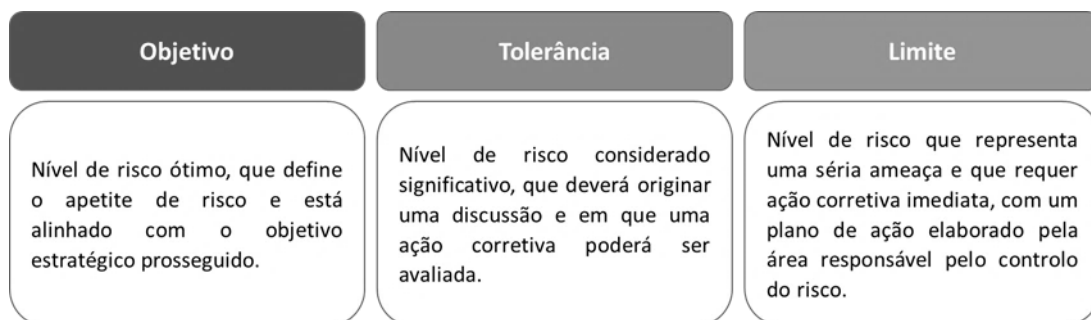 Objetivo
Tolerância
Limite
Nível de risco ótimo, que define
o apetite de risco e está
alinhado com o objetivo
estratégico prosseguido.
Nível de risco considerado
significativo, que deverá originar
uma discussão e em que uma
ação corretiva poderá ser
avaliada.
Nível de risco que representa
uma séria ameaça e que requer
ação corretiva imediata, com um
plano de ação elaborado pela
área responsável pelo controlo
do risco.